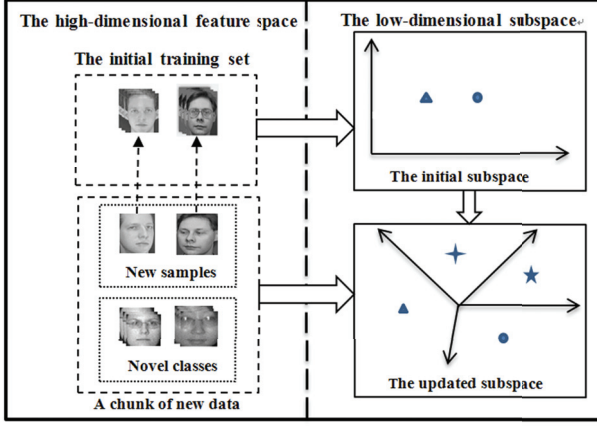 The high-dimensional feature space
The initial training set
New samples
Novel classes
A chunk of new data
The low-dimensional subspace↵
The initial subspace
The updated subspace